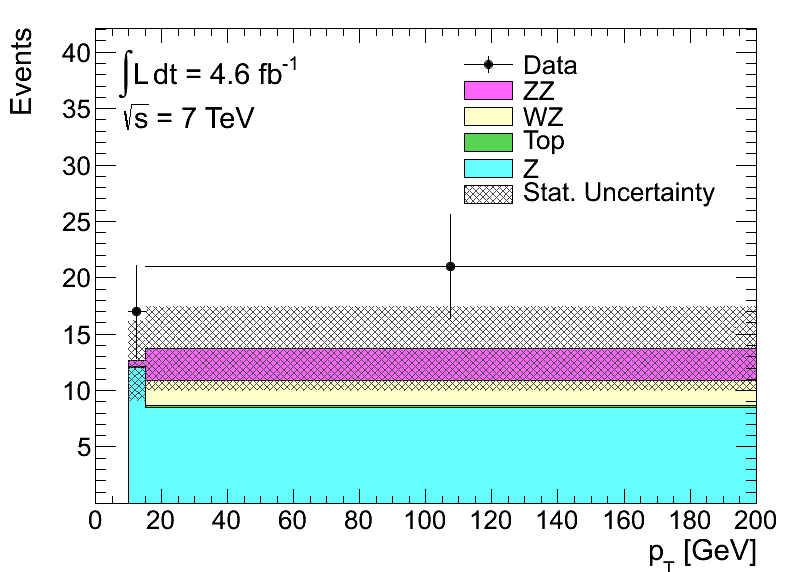 Events
40
35
30
25
20
15
10
5
∫L dt = 4.6 fb⁻¹
√s = 7 TeV
Data
ZZ
WZ
Top
Z
Stat. Uncertainty
0 20 40 60 80 100 120 140 160 180 200
p_T [GeV]